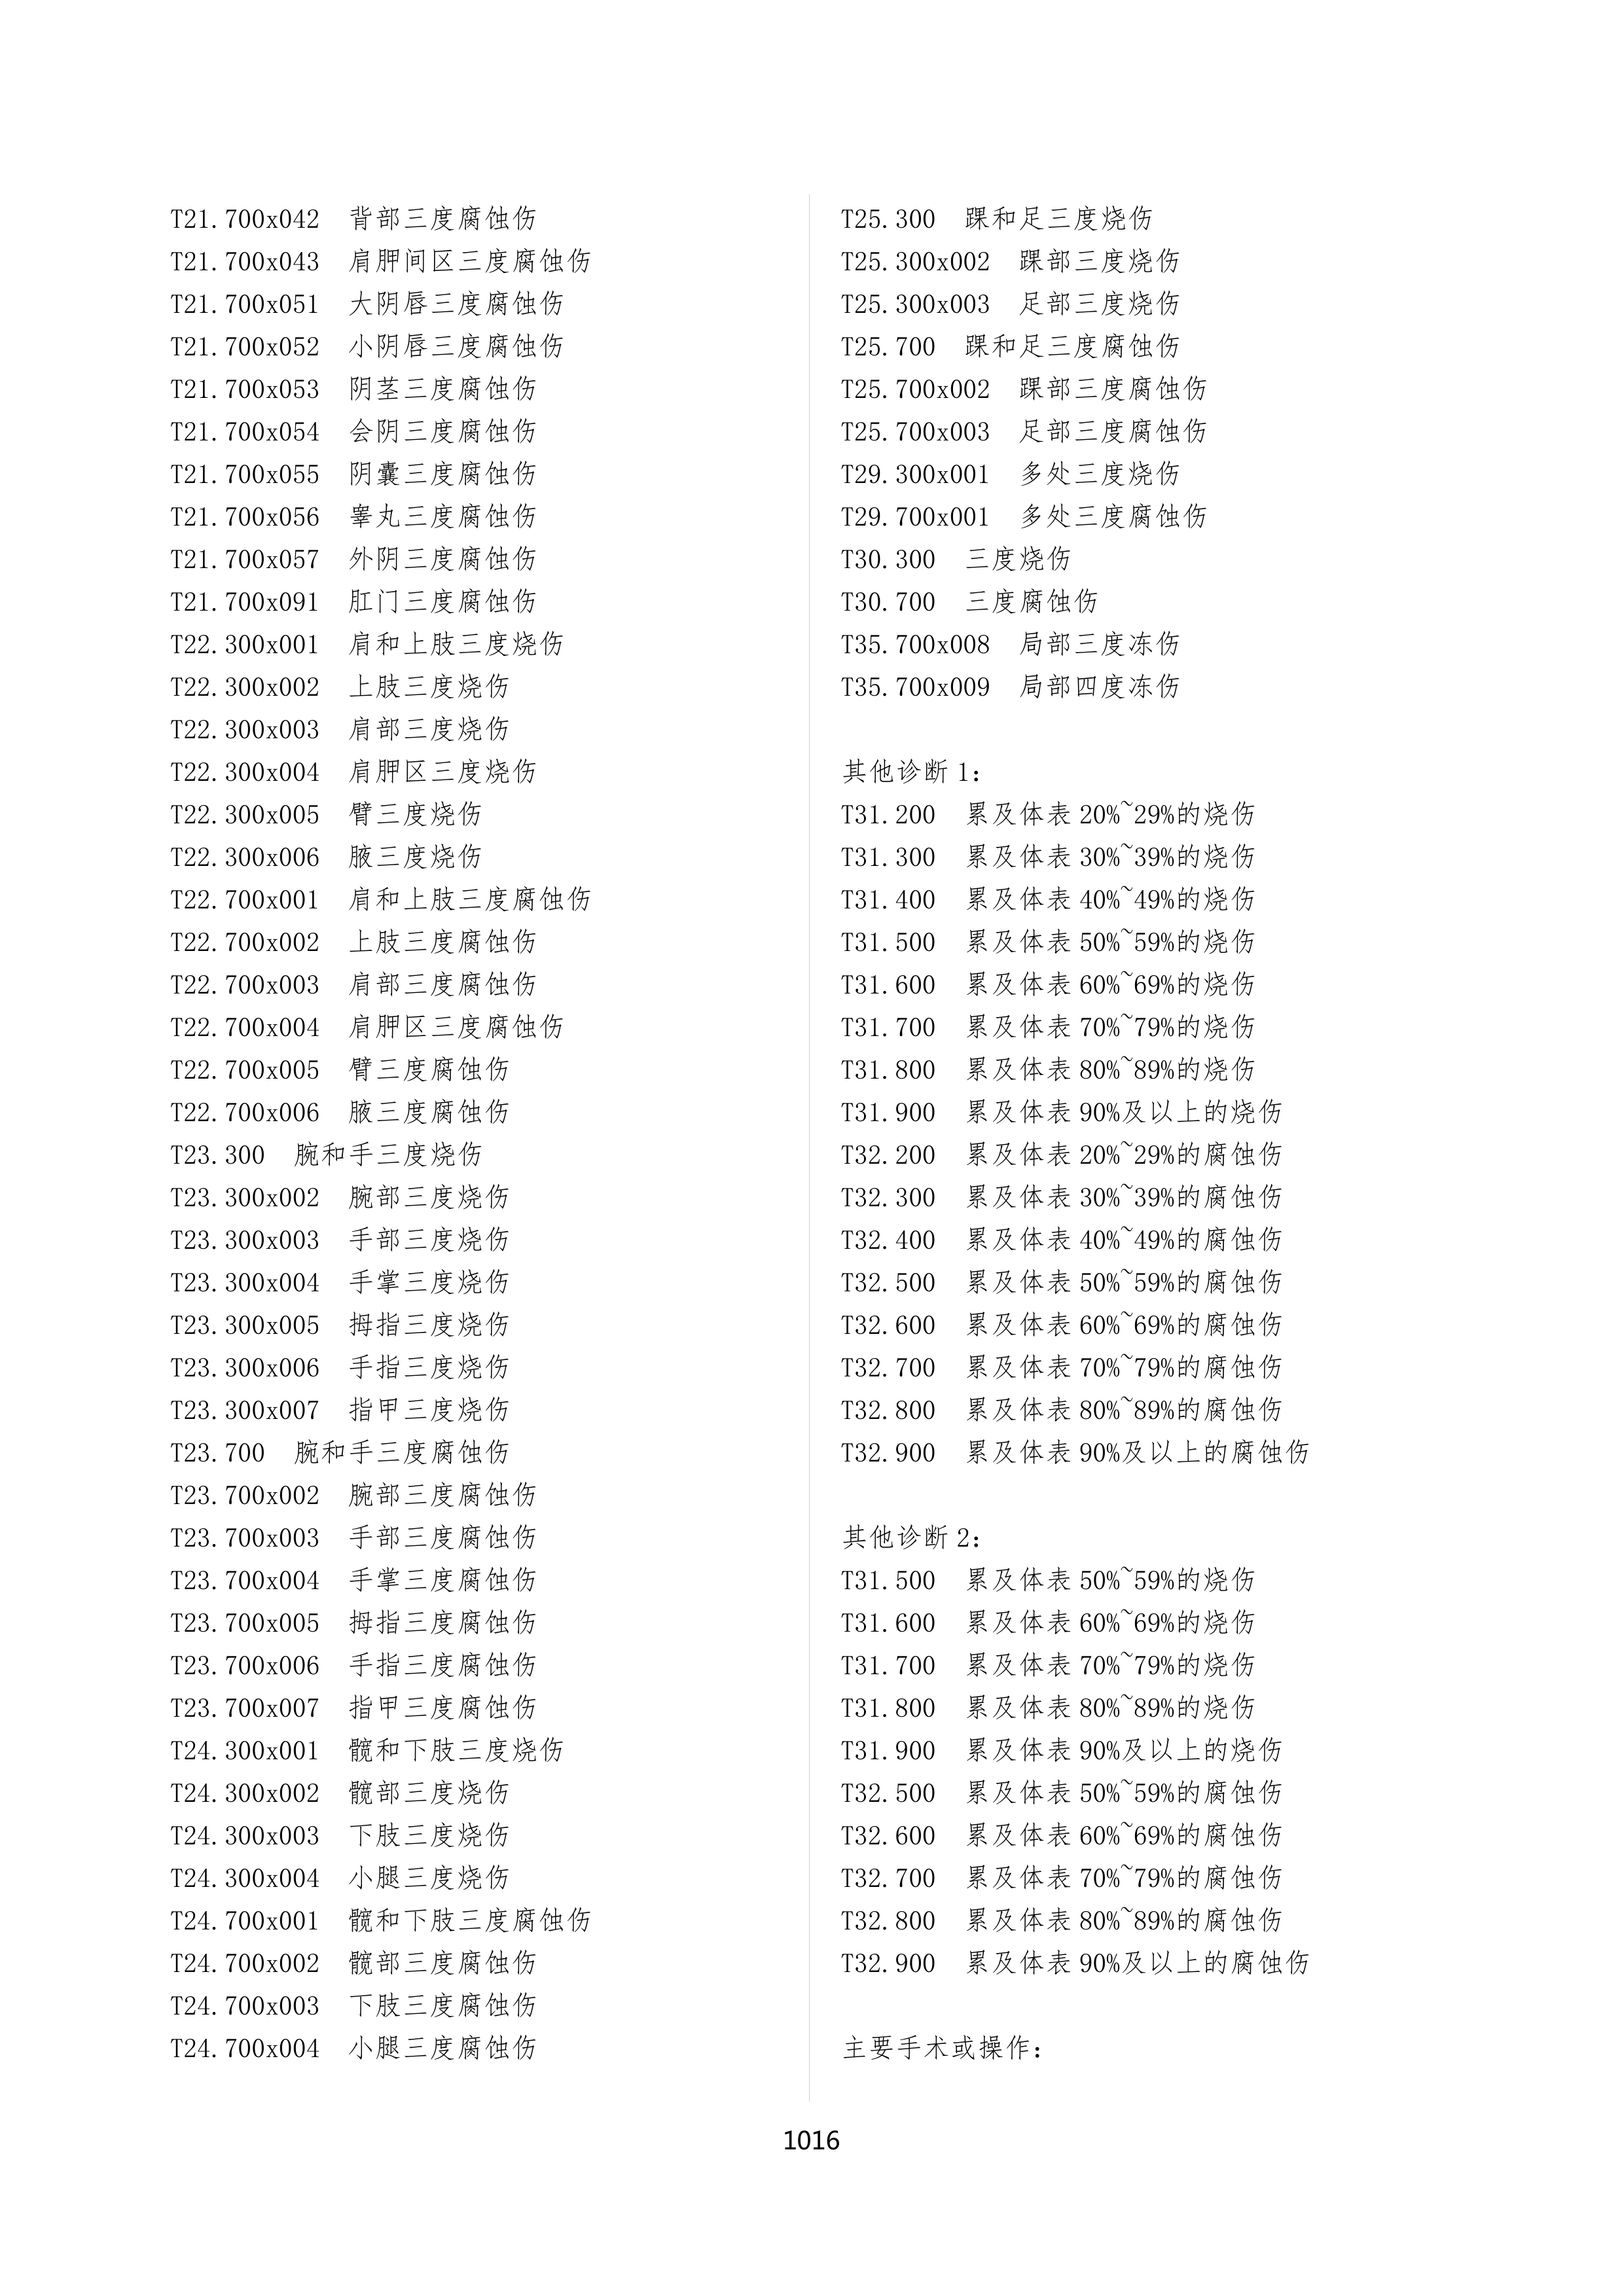 T21.700x042 背部三度腐蚀伤
T21.700x043 肩胛间区三度腐蚀伤
T21.700x051 大阴唇三度腐蚀伤
T21.700x052 小阴唇三度腐蚀伤
T21.700x053 阴茎三度腐蚀伤
T21.700x054 会阴三度腐蚀伤
T21.700x055 阴囊三度腐蚀伤
T21.700x056 睾丸三度腐蚀伤
T21.700x057 外阴三度腐蚀伤
T21.700x091 肛门三度腐蚀伤
T22.300x001 肩和上肢三度烧伤
T22.300x002 上肢三度烧伤
T22.300x003 肩部三度烧伤
T22.300x004 肩胛区三度烧伤
T22.300x005 臂三度烧伤
T22.300x006 腋三度烧伤
T22.700x001 肩和上肢三度腐蚀伤
T22.700x002 上肢三度腐蚀伤
T22.700x003 肩部三度腐蚀伤
T22.700x004 肩胛区三度腐蚀伤
T22.700x005 臂三度腐蚀伤
T22.700x006 腋三度腐蚀伤
T23.300 腕和手三度烧伤
T23.300x002 腕部三度烧伤
T23.300x003 手部三度烧伤
T23.300x004 手掌三度烧伤
T23.300x005 拇指三度烧伤
T23.300x006 手指三度烧伤
T23.300x007 指甲三度烧伤
T23.700 腕和手三度腐蚀伤
T23.700x002 腕部三度腐蚀伤
T23.700x003 手部三度腐蚀伤
T23.700x004 手掌三度腐蚀伤
T23.700x005 拇指三度腐蚀伤
T23.700x006 手指三度腐蚀伤
T23.700x007 指甲三度腐蚀伤
T24.300x001 髋和下肢三度烧伤
T24.300x002 髋部三度烧伤
T24.300x003 下肢三度烧伤
T24.300x004 小腿三度烧伤
T24.700x001 髋和下肢三度腐蚀伤
T24.700x002 髋部三度腐蚀伤
T24.700x003 下肢三度腐蚀伤
T24.700x004 小腿三度腐蚀伤
T25.300 踝和足三度烧伤
T25.300x002 踝部三度烧伤
T25.300x003 足部三度烧伤
T25.700 踝和足三度腐蚀伤
T25.700x002 踝部三度腐蚀伤
T25.700x003 足部三度腐蚀伤
T29.300x001 多处三度烧伤
T29.700x001 多处三度腐蚀伤
T30.300 三度烧伤
T30.700 三度腐蚀伤
T35.700x008 局部三度冻伤
T35.700x009 局部四度冻伤
其他诊断 1：
T31.200 累及体表 20%~29%的烧伤
T31.300 累及体表 30%~39%的烧伤
T31.400 累及体表 40%~49%的烧伤
T31.500 累及体表 50%~59%的烧伤
T31.600 累及体表 60%~69%的烧伤
T31.700 累及体表 70%~79%的烧伤
T31.800 累及体表 80%~89%的烧伤
T31.900 累及体表 90%及以上的烧伤
T32.200 累及体表 20%~29%的腐蚀伤
T32.300 累及体表 30%~39%的腐蚀伤
T32.400 累及体表 40%~49%的腐蚀伤
T32.500 累及体表 50%~59%的腐蚀伤
T32.600 累及体表 60%~69%的腐蚀伤
T32.700 累及体表 70%~79%的腐蚀伤
T32.800 累及体表 80%~89%的腐蚀伤
T32.900 累及体表 90%及以上的腐蚀伤
其他诊断 2：
T31.500 累及体表 50%~59%的烧伤
T31.600 累及体表 60%~69%的烧伤
T31.700 累及体表 70%~79%的烧伤
T31.800 累及体表 80%~89%的烧伤
T31.900 累及体表 90%及以上的烧伤
T32.500 累及体表 50%~59%的腐蚀伤
T32.600 累及体表 60%~69%的腐蚀伤
T32.700 累及体表 70%~79%的腐蚀伤
T32.800 累及体表 80%~89%的腐蚀伤
T32.900 累及体表 90%及以上的腐蚀伤
主要手术或操作：
1016